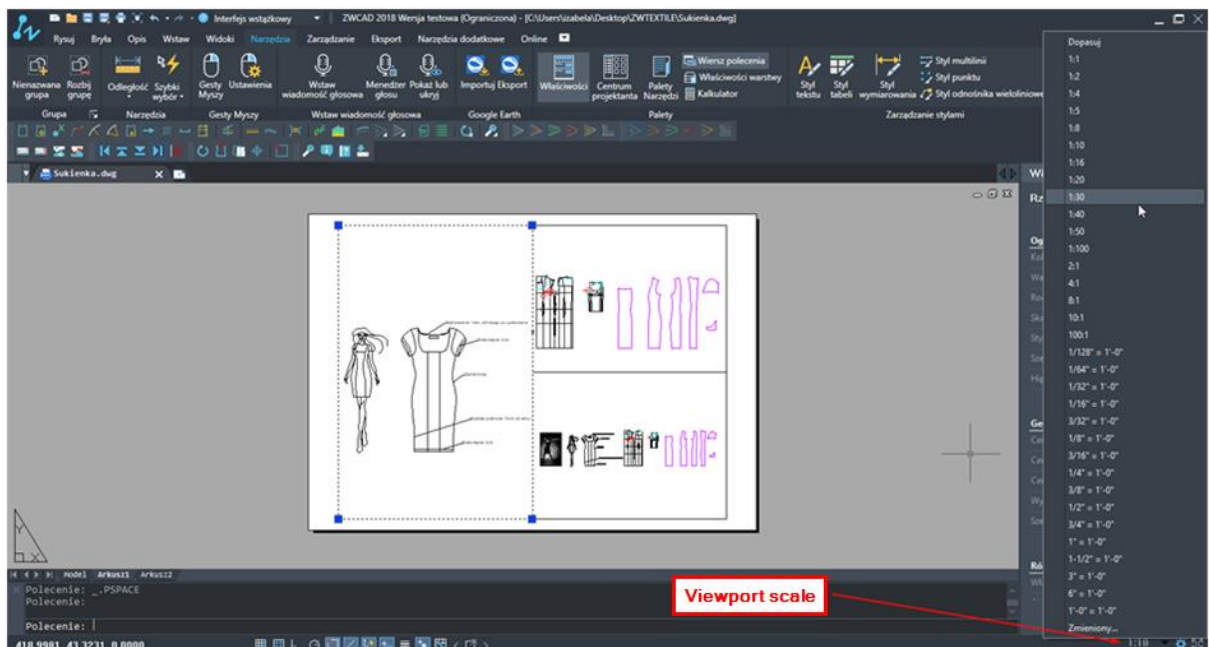 Interfejs wstążkowy
ZWCAD 2018 Wersja testowa (Ograniczona) - [C:\Users\izabela\Desktop\ZWTEXTILE\Sukienka.dwg]
Rysuj Bryła Opis Wstaw Widoki Narzędzia Zarządzanie Eksport Narzędzia dodatkowe Online
Nienazwana grupa
Rozbij grupę
Odległość
Szybki wybór
Gesty Myszy
Ustawienia
Wstaw wiadomość głosowa
Menedżer głosu
Pokaż lub ukryj
Importuj Eksport
Właściwości
Centrum projektanta
Palety Narzędzi
Wiersz polecenia
Właściwości warstwy
Kalkulator
Styl tekstu
Styl tabeli
Styl wymiarowania
Styl multilinii
Styl punktu
Styl odnośnika wieloliniowe
Grupa Narzędzia Gesty Myszy Wstaw wiadomość głosowa Google Earth Palety Zarządzanie stylami
Sukienka.dwg
Dopasuj
1:1
1:2
1:4
1:5
1:8
1:10
1:16
1:20
1:30
1:40
1:50
1:100
2:1
4:1
8:1
10:1
100:1
1/128" = 1'-0"
1/64" = 1'-0"
1/32" = 1'-0"
1/16" = 1'-0"
3/32" = 1'-0"
1/8" = 1'-0"
3/16" = 1'-0"
1/4" = 1'-0"
3/8" = 1'-0"
1/2" = 1'-0"
3/4" = 1'-0"
1" = 1'-0"
1-1/2" = 1'-0"
3" = 1'-0"
6" = 1'-0"
1'-0" = 1'-0"
Zmieniony...
Y
X
Model Arkusz1 Arkusz2
Polecenie: _.PSPACE
Polecenie:
Polecenie:
Viewport scale
418.9981, 43.3231, 0.0000
1:10